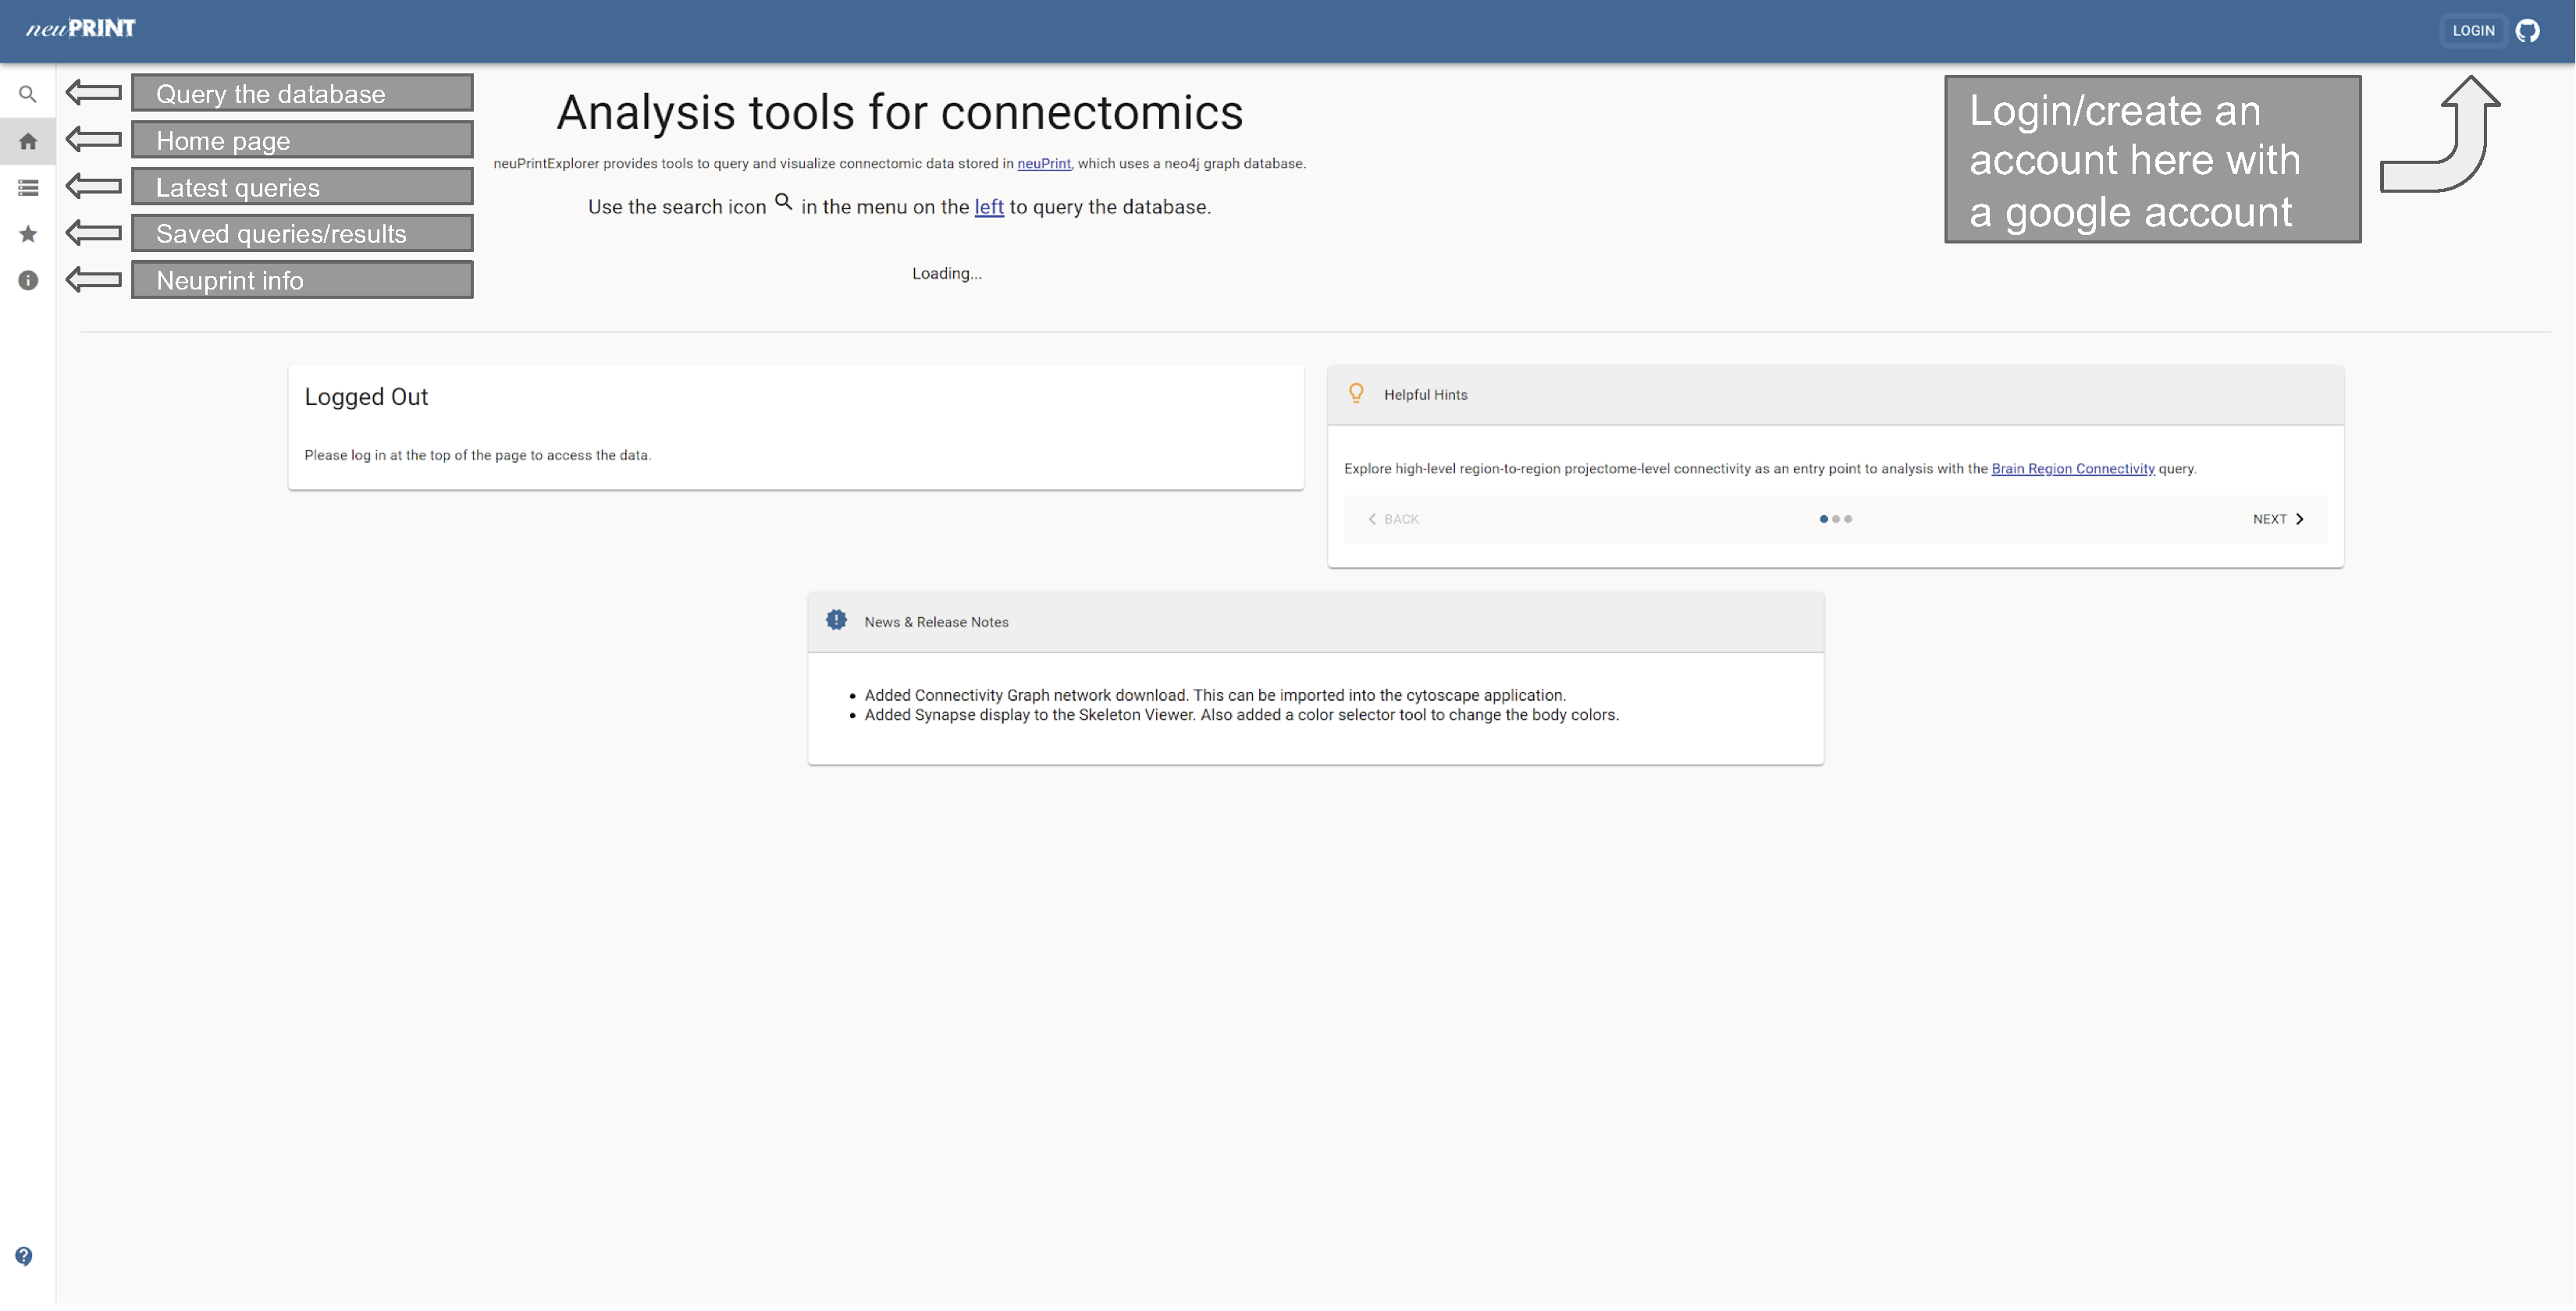 neuPRINT
LOGIN
Query the database
Home page
Latest queries
Saved queries/results
Neuprint info
Analysis tools for connectomics
neuPrintExplorer provides tools to query and visualize connectomic data stored in neuPrint, which uses a neo4j graph database.
Use the search icon in the menu on the left to query the database.
Loading...
Login/create an
account here with
a google account
Logged Out
Please log in at the top of the page to access the data.
Helpful Hints
Explore high-level region-to-region projectome-level connectivity as an entry point to analysis with the Brain Region Connectivity query.
BACK
NEXT
News & Release Notes
• Added Connectivity Graph network download. This can be imported into the cytoscape application.
• Added Synapse display to the Skeleton Viewer. Also added a color selector tool to change the body colors.